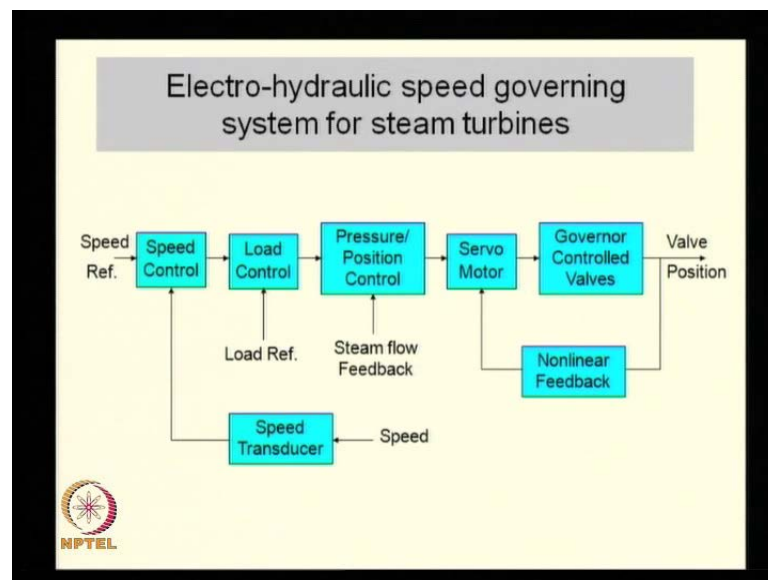 Electro-hydraulic speed governing
system for steam turbines
Speed
Ref.
Speed
Control
Load
Control
Pressure/
Position
Control
Servo
Motor
Governor
Controlled
Valves
Valve
Position
Load Ref.
Steam flow
Feedback
Nonlinear
Feedback
Speed
Transducer
Speed
NPTEL